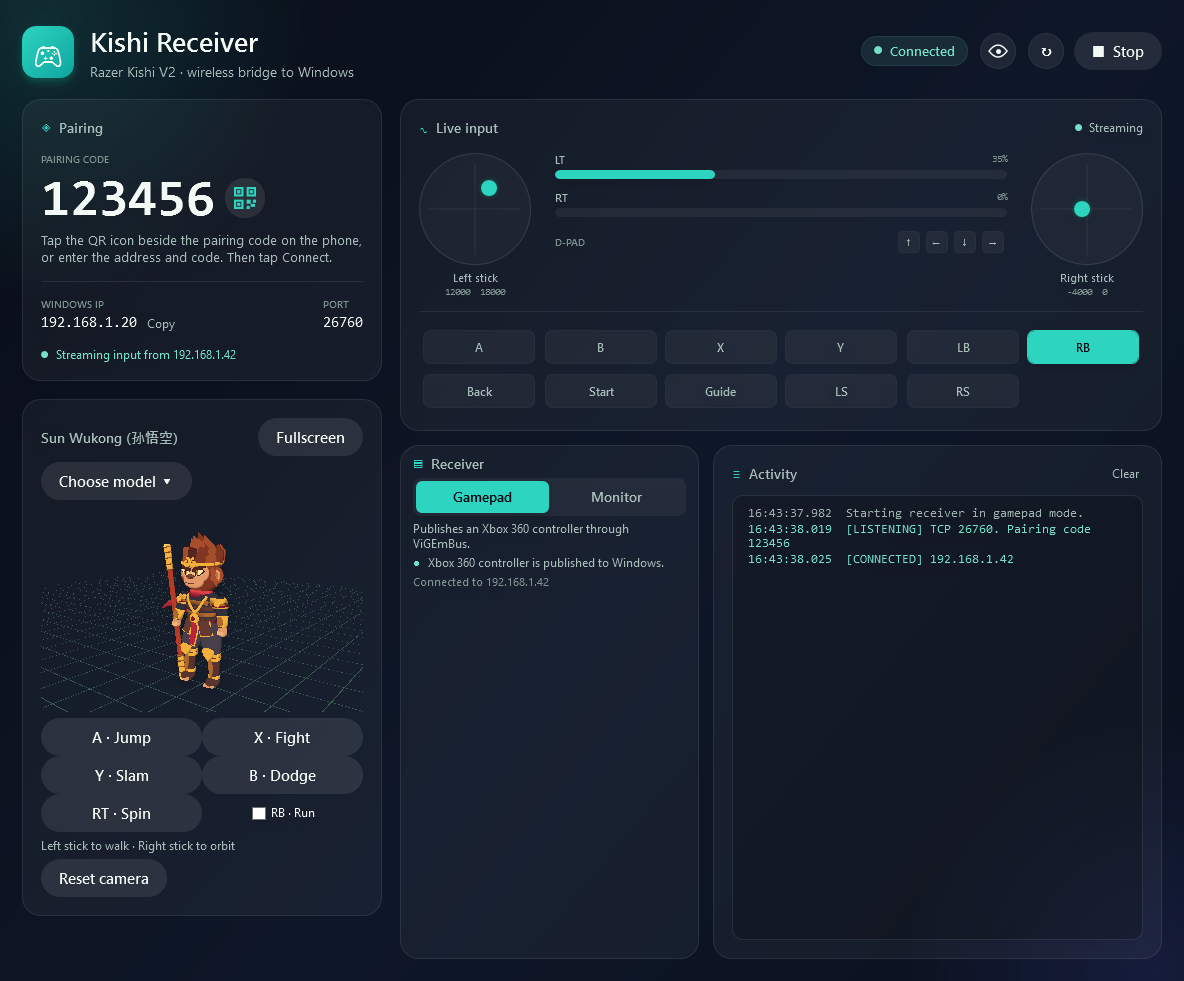 Kishi Receiver
Razer Kishi V2 · wireless bridge to Windows
Connected
↻
Stop
Pairing
PAIRING CODE
123456
Tap the QR icon beside the pairing code on the phone,
or enter the address and code. Then tap Connect.
WINDOWS IP
PORT
192.168.1.20 Copy
26760
Streaming input from 192.168.1.42
Live input
Streaming
LT
35%
RT
0%
D-PAD
↑ ← ↓ →
Left stick
12000 18000
Right stick
-4000 0
A B X Y LB RB
Back Start Guide LS RS
Sun Wukong (孙悟空)
Fullscreen
Choose model ▼
A · Jump
X · Fight
Y · Slam
B · Dodge
RT · Spin
RB · Run
Left stick to walk · Right stick to orbit
Reset camera
Receiver
Gamepad
Monitor
Publishes an Xbox 360 controller through
ViGEmBus.
Xbox 360 controller is published to Windows.
Connected to 192.168.1.42
Activity
Clear
16:43:37.982 Starting receiver in gamepad mode.
16:43:38.019 [LISTENING] TCP 26760. Pairing code
123456
16:43:38.025 [CONNECTED] 192.168.1.42